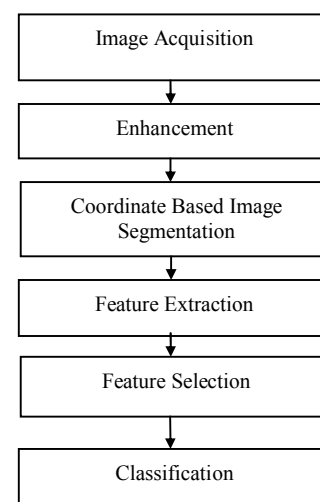 Image Acquisition
Enhancement
Coordinate Based Image
Segmentation
Feature Extraction
Feature Selection
Classification